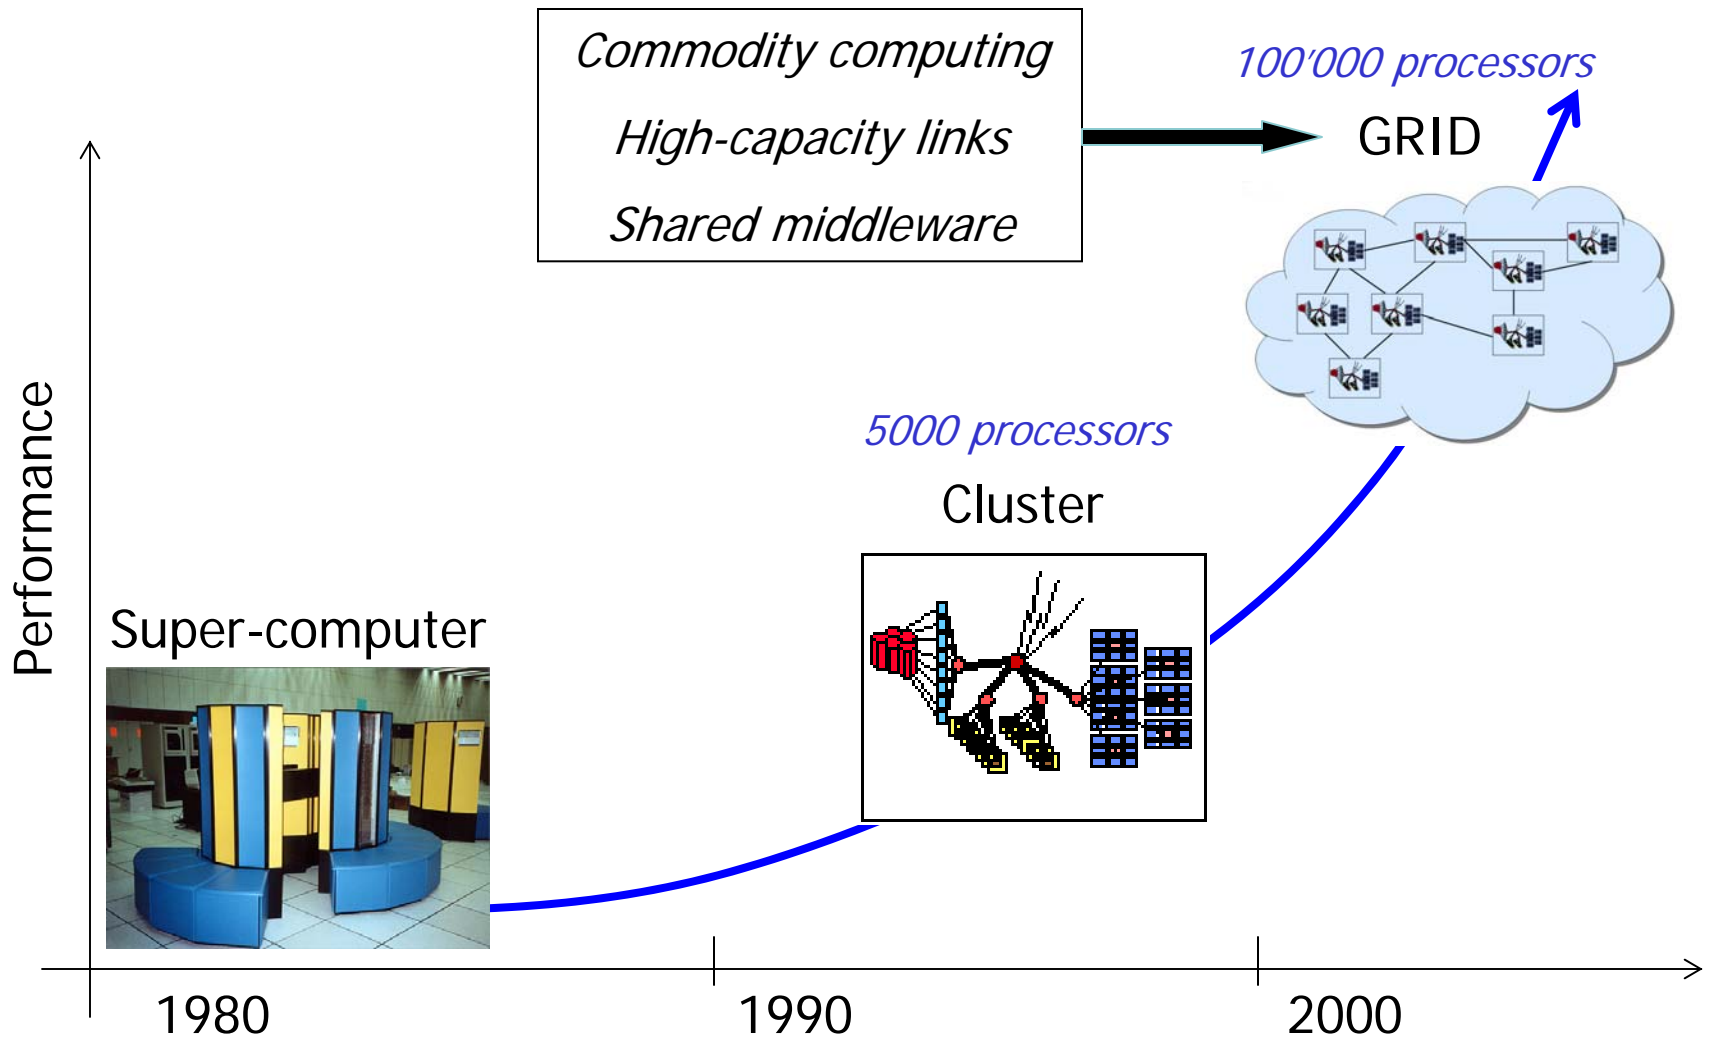 Commodity computing
High-capacity links
Shared middleware
100'000 processors
GRID
5000 processors
Cluster
Super-computer
Performance
1980
1990
2000